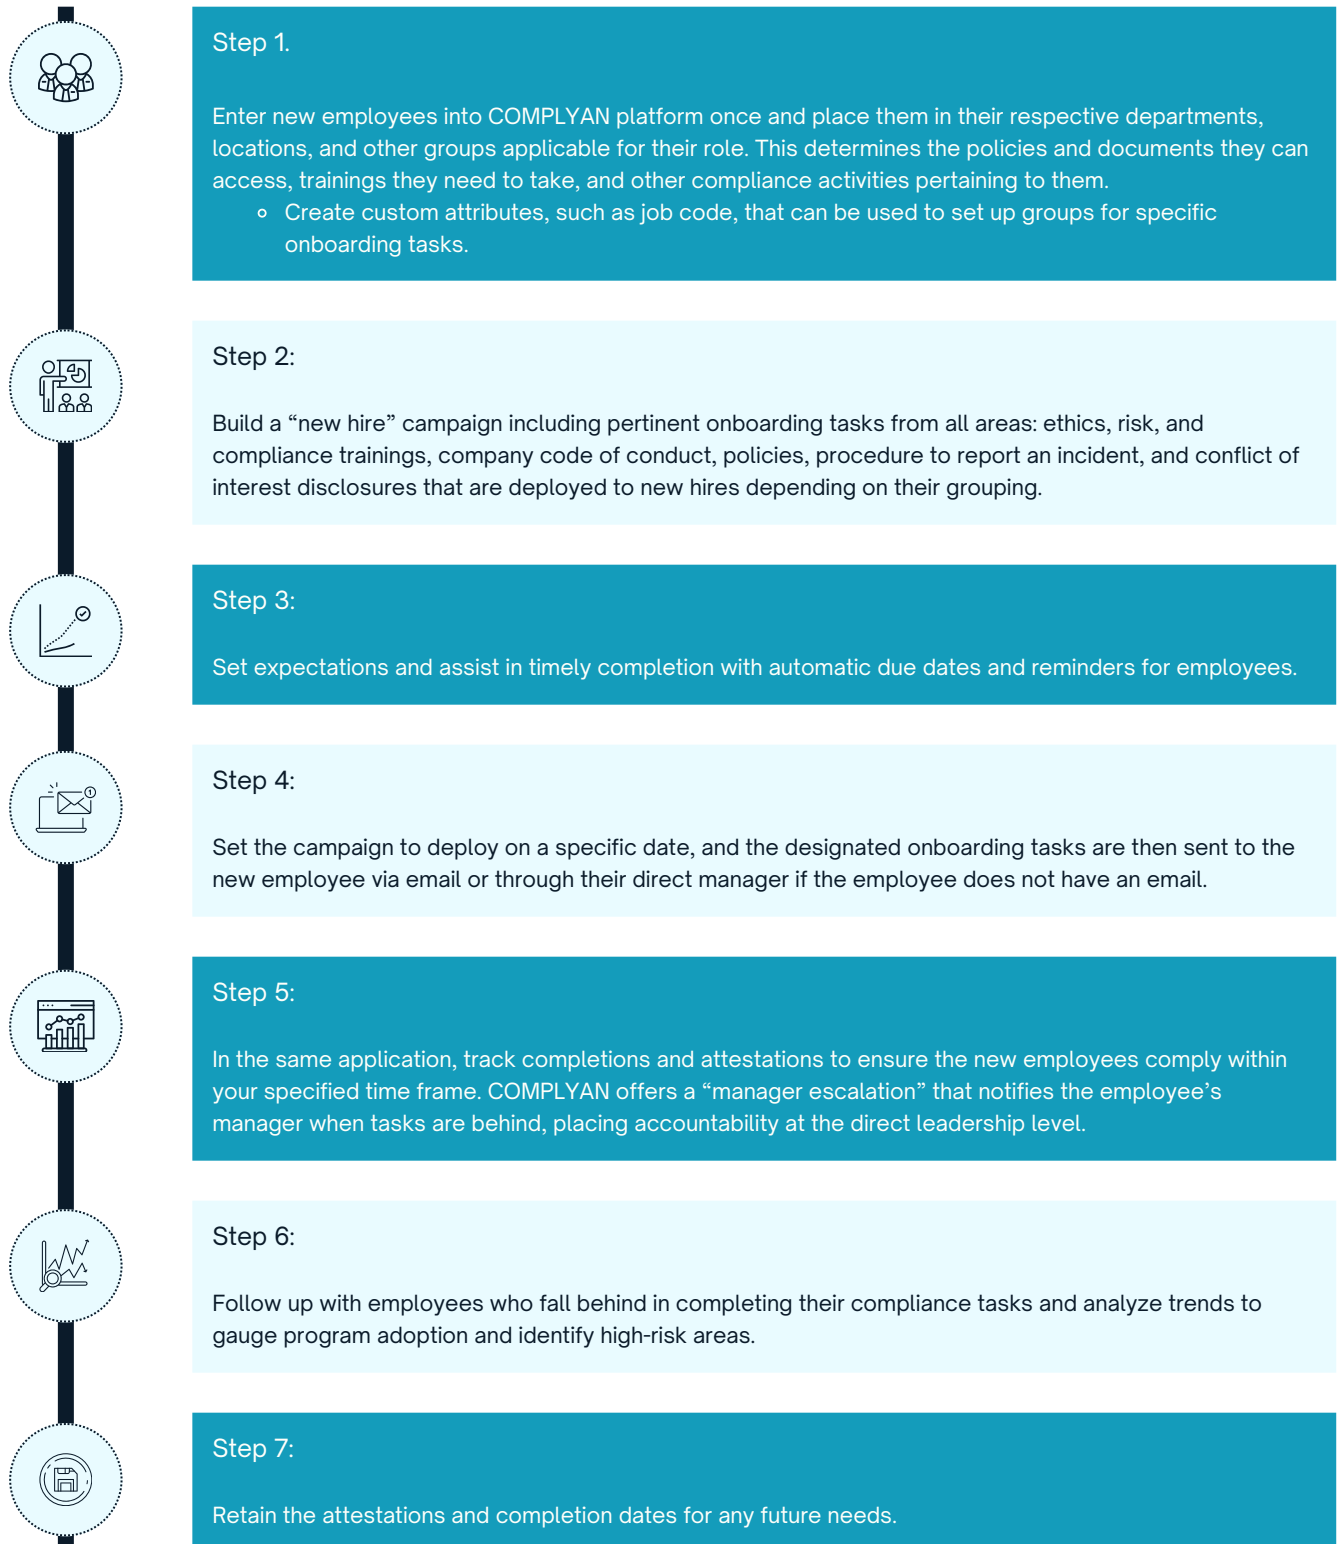 Step 1.
Enter new employees into COMPLYAN platform once and place them in their respective departments,
locations, and other groups applicable for their role. This determines the policies and documents they can
access, trainings they need to take, and other compliance activities pertaining to them.
Create custom attributes, such as job code, that can be used to set up groups for specific
onboarding tasks.
Step 2:
Build a “new hire” campaign including pertinent onboarding tasks from all areas: ethics, risk, and
compliance trainings, company code of conduct, policies, procedure to report an incident, and conflict of
interest disclosures that are deployed to new hires depending on their grouping.
Step 3:
Set expectations and assist in timely completion with automatic due dates and reminders for employees.
1
Step 4:
Set the campaign to deploy on a specific date, and the designated onboarding tasks are then sent to the
new employee via email or through their direct manager if the employee does not have an email.
Step 5:
In the same application, track completions and attestations to ensure the new employees comply within
your specified time frame. COMPLYAN offers a “manager escalation” that notifies the employee’s
manager when tasks are behind, placing accountability at the direct leadership level.
Step 6:
Follow up with employees who fall behind in completing their compliance tasks and analyze trends to
gauge program adoption and identify high-risk areas.
Step 7:
Retain the attestations and completion dates for any future needs.